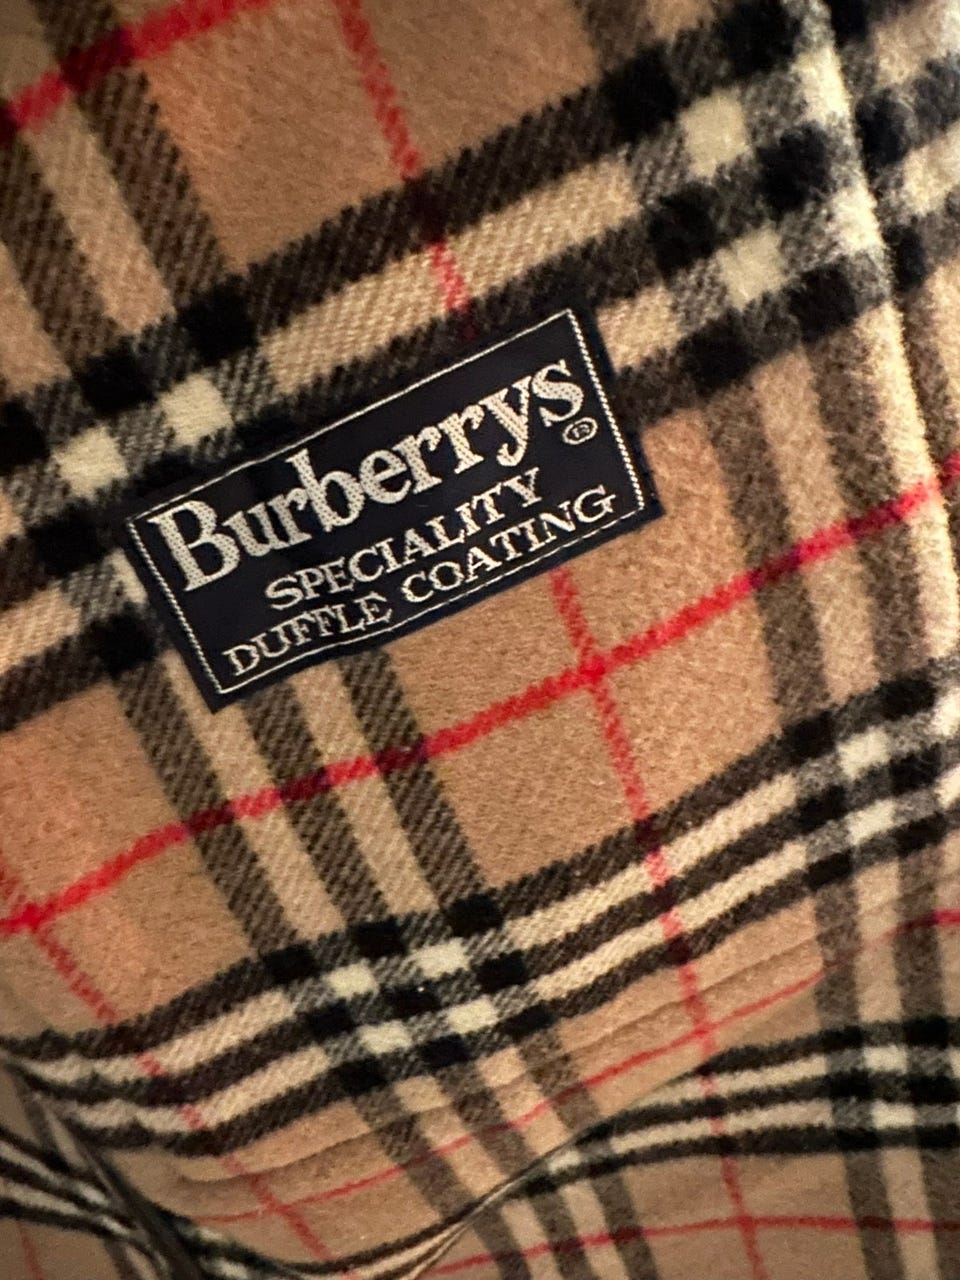 Burberrys®
SPECIALITY
DUFFLE COATING